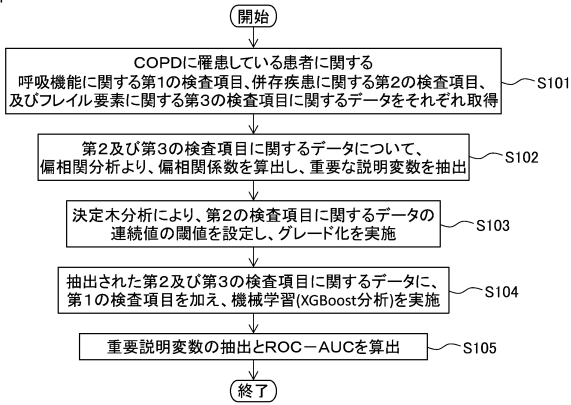 開始
COPDに罹患している患者に関する
呼吸機能に関する第1の検査項目、併存疾患に関する第2の検査項目、
及びフレイル要素に関する第3の検査項目に関するデータをそれぞれ取得
S101
第2及び第3の検査項目に関するデータについて、
偏相関分析より、偏相関係数を算出し、重要な説明変数を抽出
S102
決定木分析により、第2の検査項目に関するデータの
連続値の閾値を設定し、グレード化を実施
S103
抽出された第2及び第3の検査項目に関するデータに、
第1の検査項目を加え、機械学習(XGBoost分析)を実施
S104
重要説明変数の抽出とROC－AUCを算出
S105
終了